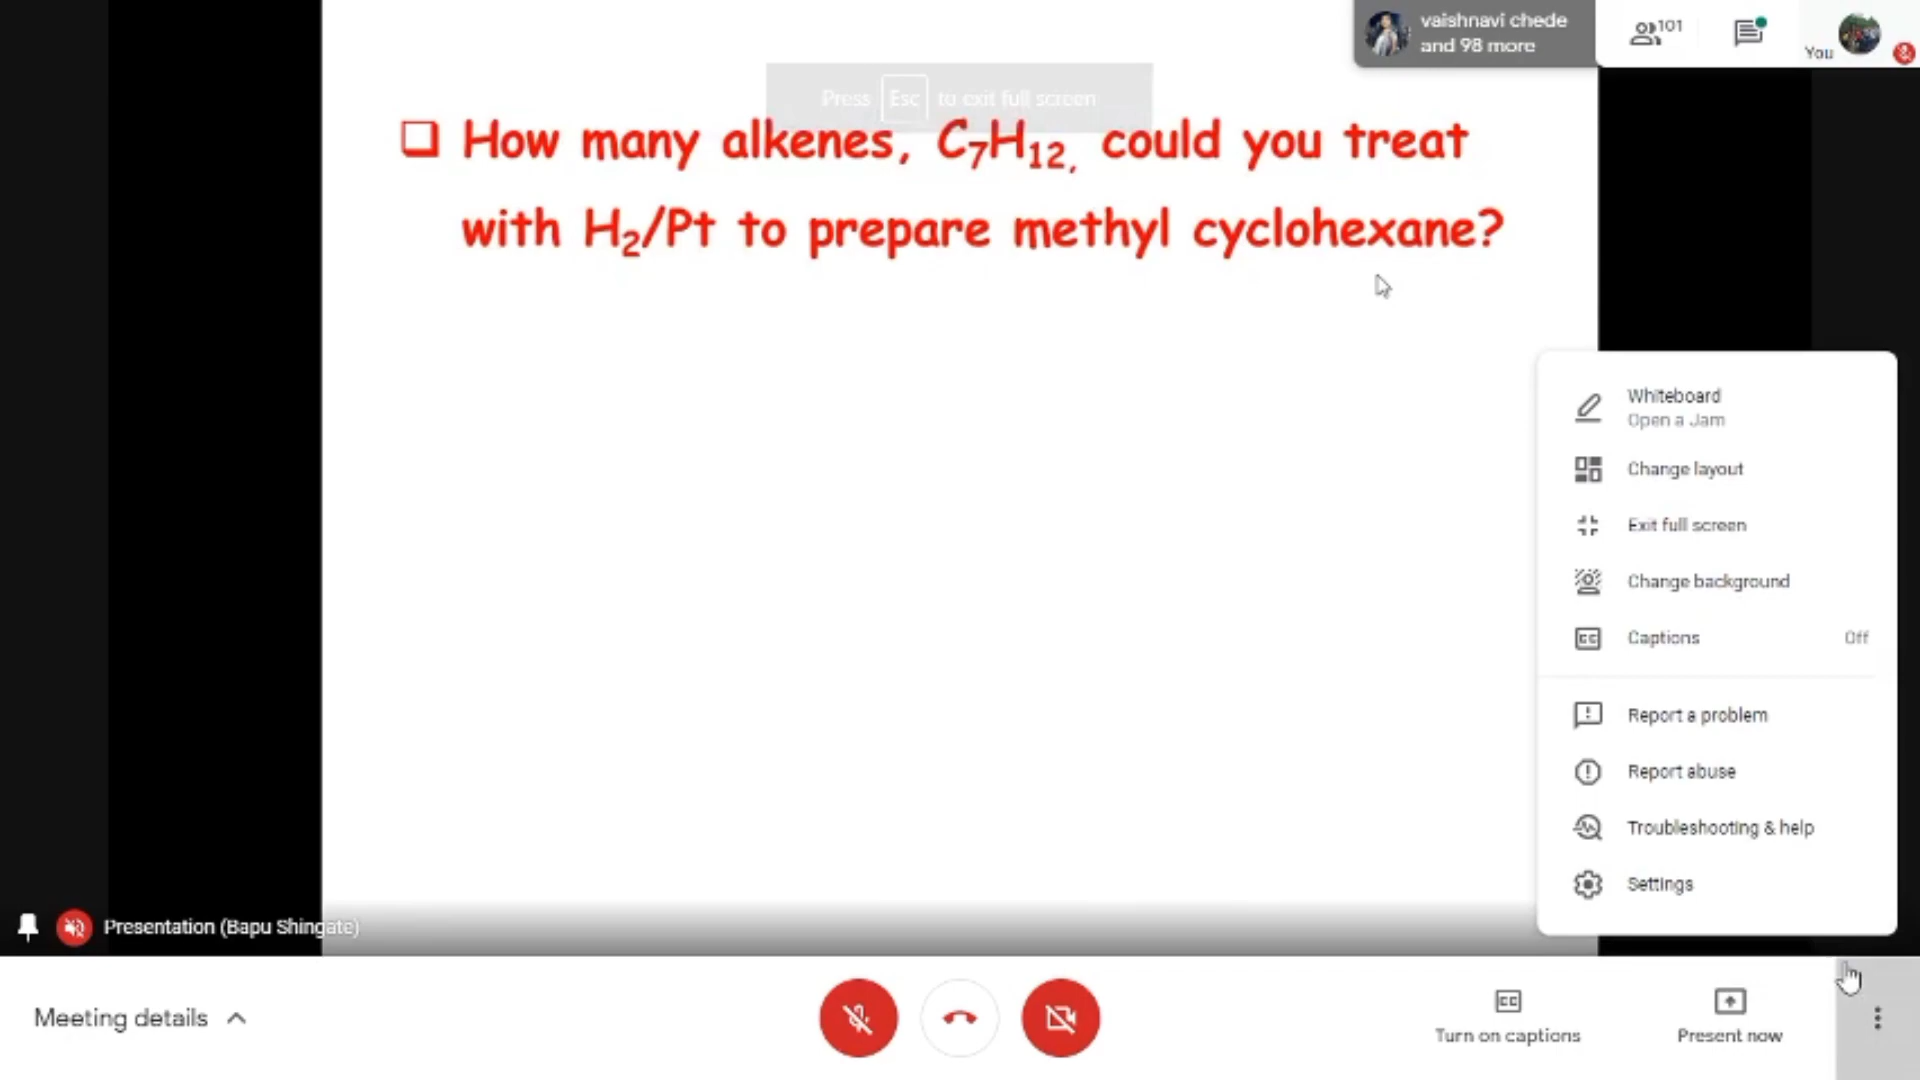 vaishnavi chede
and 98 more
101
You
Press Esc to exit full screen
❑ How many alkenes, C₇H₁₂, could you treat
with H₂/Pt to prepare methyl cyclohexane?
Whiteboard
Open a Jam
Change layout
Exit full screen
Change background
CC Captions Off
Report a problem
Report abuse
Troubleshooting & help
Settings
Presentation (Bapu Shingate)
Meeting details
CC
Turn on captions
Present now